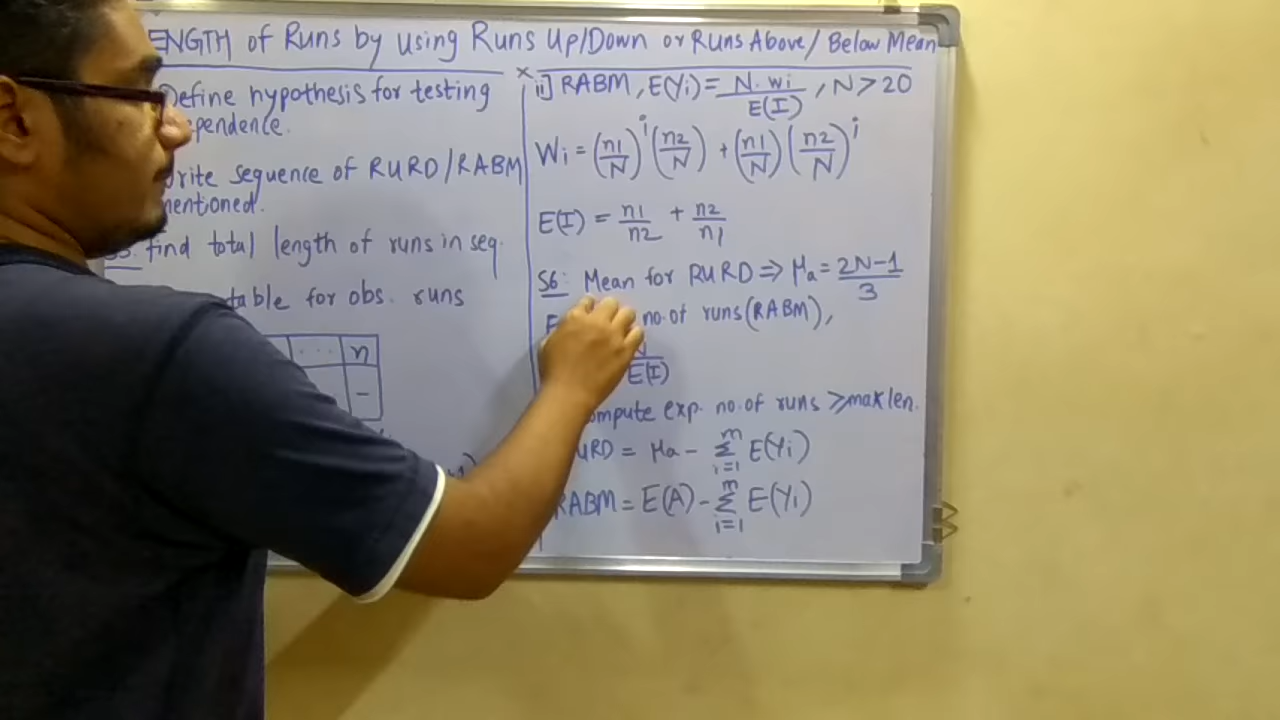 ENGTH of Runs by using Runs Up/Down or Runs Above/Below Mean
Define hypothesis for testing
pendence.
rite sequence of RURD/RABM
mentioned.
S3: find total length of runs in seq.
table for obs. runs
... n
-
x ii] RABM, E(Yi) = N.wi / E(I), N > 20
Wi = (n1/N)^i (n2/N) + (n1/N) (n2/N)^i
E(I) = n1/n2 + n2/n1
S6: Mean for RURD ⇒ μa = 2N-1 / 3
no. of runs (RABM),
N / E(I)
ompute exp. no. of runs ≥ max len.
URD = μa - Σ_{i=1}^{m} E(Yi)
RABM = E(A) - Σ_{i=1}^{m} E(Yi)